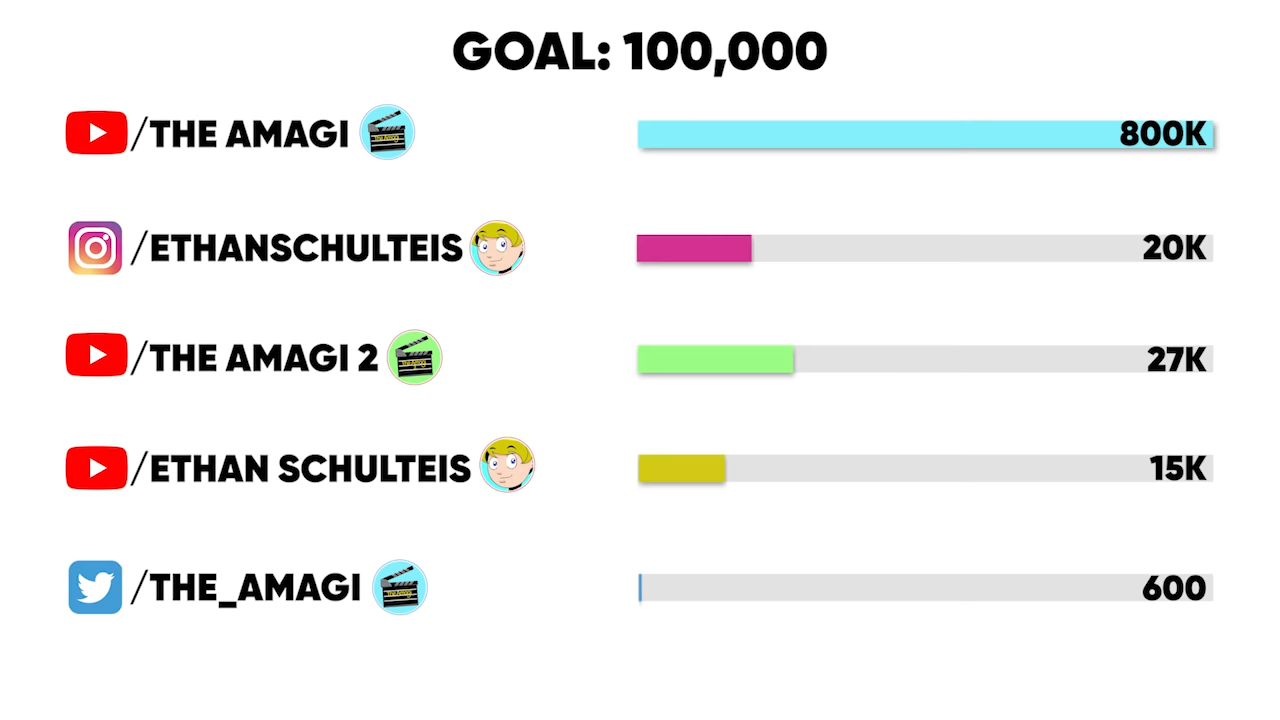 GOAL: 100,000
/THE AMAGI 800K
/ETHANSCHULTEIS 20K
/THE AMAGI 2 27K
/ETHAN SCHULTEIS 15K
/THE_AMAGI 600